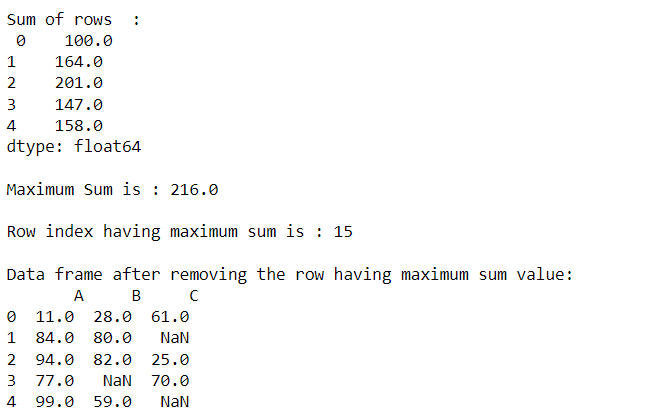 Sum of rows  :
 0    100.0
1    164.0
2    201.0
3    147.0
4    158.0
dtype: float64
Maximum Sum is : 216.0
Row index having maximum sum is : 15
Data frame after removing the row having maximum sum value:
       A     B     C
0  11.0  28.0  61.0
1  84.0  80.0   NaN
2  94.0  82.0  25.0
3  77.0   NaN  70.0
4  99.0  59.0   NaN